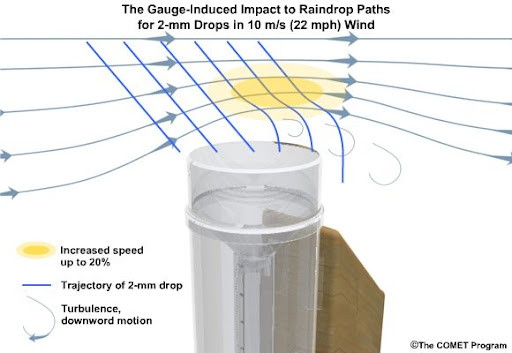 The Gauge-Induced Impact to Raindrop Paths
for 2-mm Drops in 10 m/s (22 mph) Wind
Increased speed
up to 20%
Trajectory of 2-mm drop
Turbulence,
downword motion
©The COMET Program